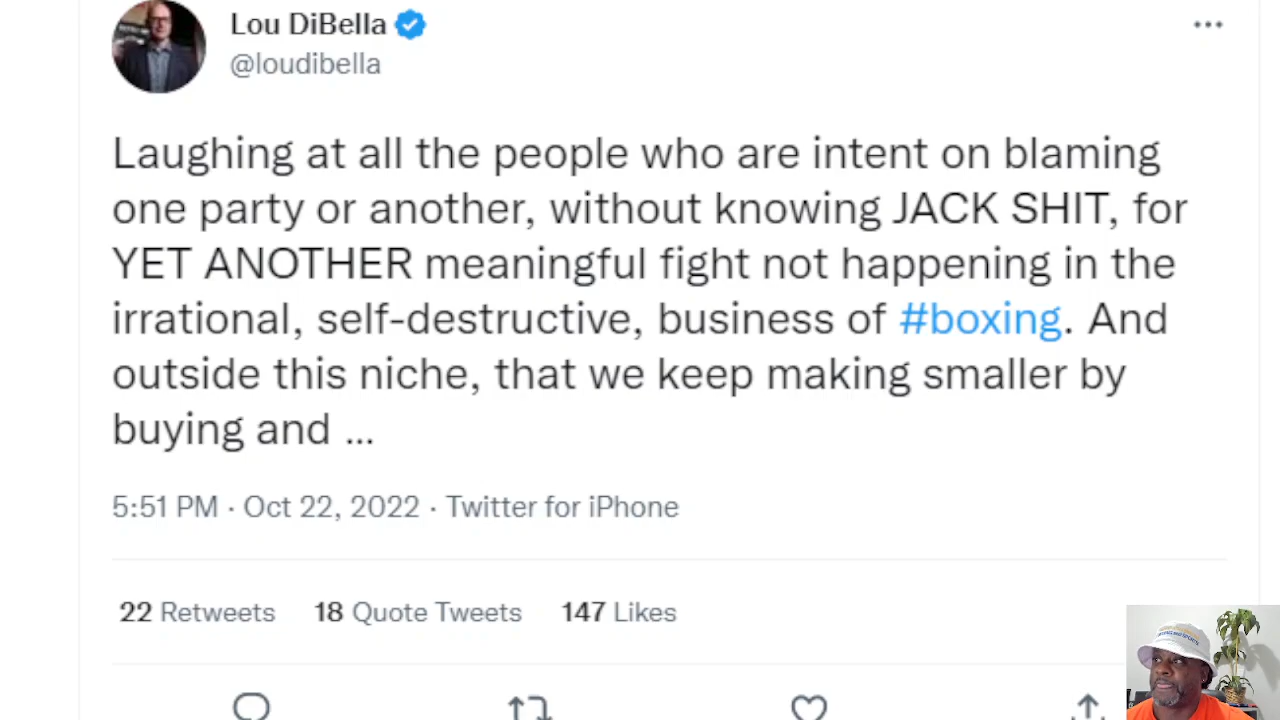 Lou DiBella
@loudibella
Laughing at all the people who are intent on blaming
one party or another, without knowing JACK SHIT, for
YET ANOTHER meaningful fight not happening in the
irrational, self-destructive, business of #boxing. And
outside this niche, that we keep making smaller by
buying and ...
5:51 PM · Oct 22, 2022 · Twitter for iPhone
22 Retweets 18 Quote Tweets 147 Likes